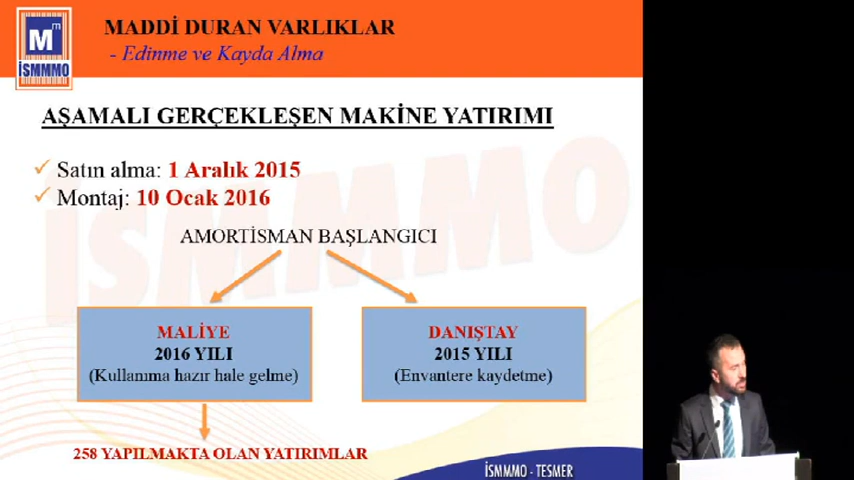 MADDİ DURAN VARLIKLAR
- Edinme ve Kayda Alma
Mm
İSMMMO
AŞAMALI GERÇEKLEŞEN MAKİNE YATIRIMI
✓ Satın alma: 1 Aralık 2015
✓ Montaj: 10 Ocak 2016
İSMMMO
AMORTİSMAN BAŞLANGICI
MALİYE
2016 YILI
(Kullanıma hazır hale gelme)
DANIŞTAY
2015 YILI
(Envantere kaydetme)
258 YAPILMAKTA OLAN YATIRIMLAR
İSMMMO - TESMER